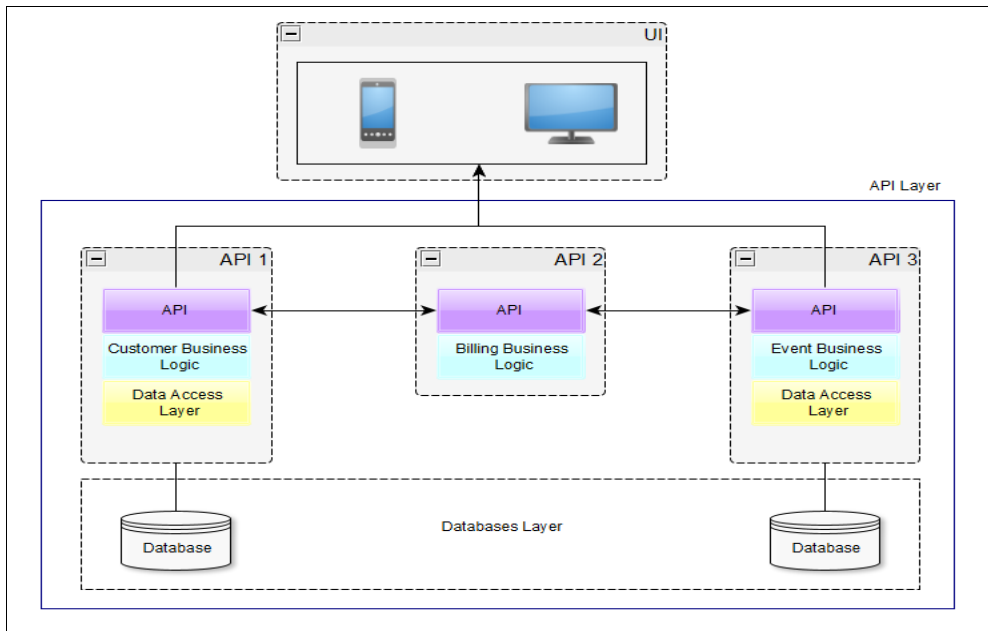 UI
API Layer
API 1
API 2
API 3
API
API
API
Customer Business
Logic
Billing Business
Logic
Event Business
Logic
Data Access
Layer
Data Access
Layer
Databases Layer
Database
Database